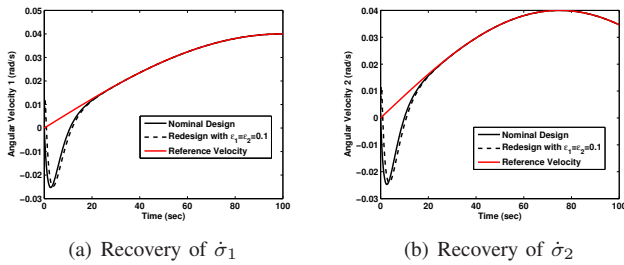 0.05
0.04
0.03
0.02
0.01
0
−0.01
−0.02
−0.03
Angular Velocity 1 (rad/s)
0 20 40 60 80 100
Time (sec)
Nominal Design
Redesign with ε₁=ε₂=0.1
Reference Velocity
(a) Recovery of σ̇₁
0.04
0.03
0.02
0.01
0
−0.01
−0.02
−0.03
Angular Velocity 2 (rad/s)
0 20 40 60 80 100
Time (sec)
Nominal Design
Redesign with ε₁=ε₂=0.1
Reference Velocity
(b) Recovery of σ̇₂